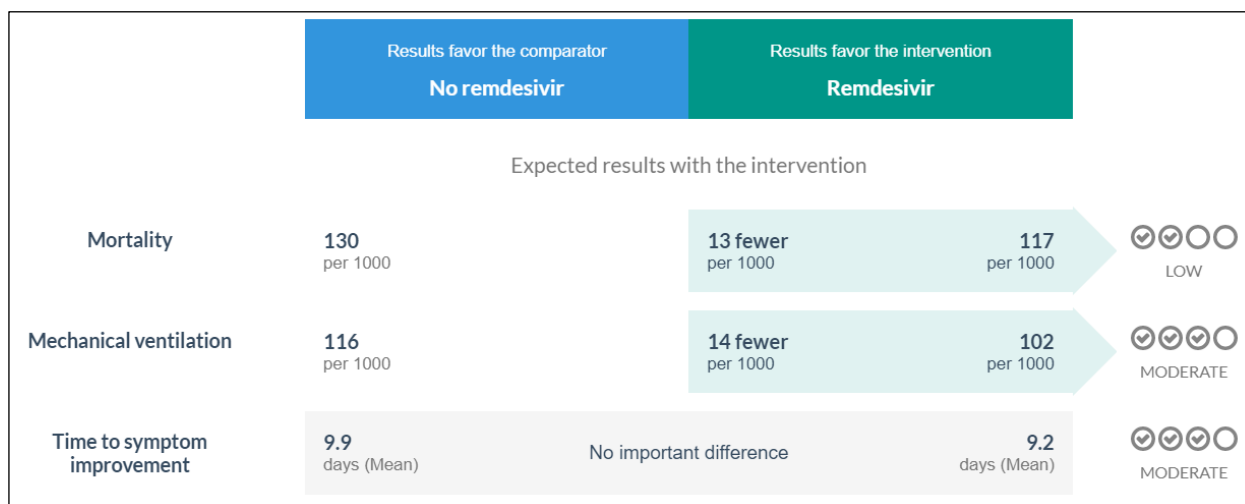 Results favor the comparator
No remdesivir
Results favor the intervention
Remdesivir
Expected results with the intervention
Mortality
130
per 1000
13 fewer
per 1000
117
per 1000
LOW
Mechanical ventilation
116
per 1000
14 fewer
per 1000
102
per 1000
MODERATE
Time to symptom
improvement
9.9
days (Mean)
No important difference
9.2
days (Mean)
MODERATE